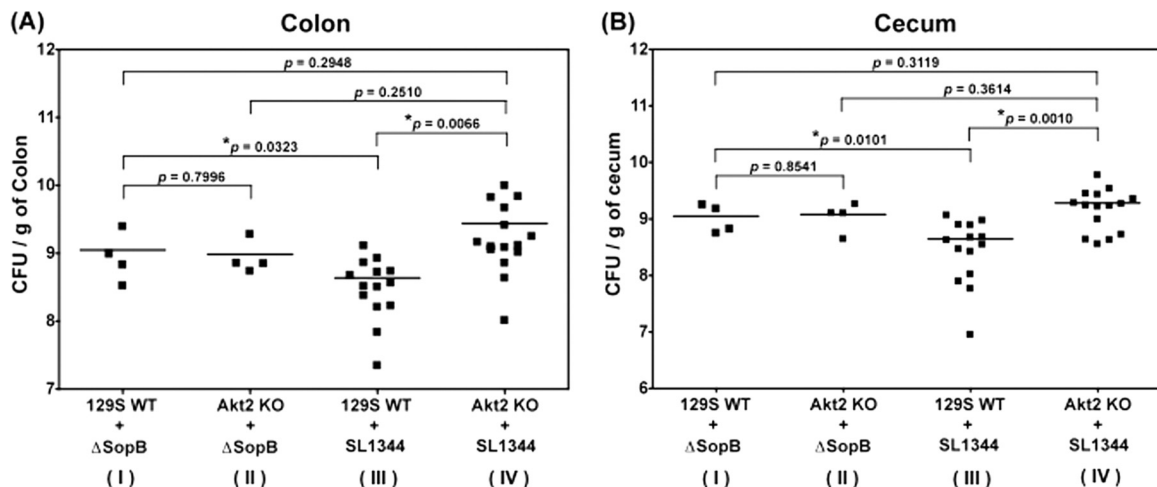 (A) Colon
12
11
10
9
8
7
CFU / g of Colon
p = 0.2948
p = 0.2510
*p = 0.0066
*p = 0.0323
p = 0.7996
129S WT Akt2 KO 129S WT Akt2 KO
+ + + +
ΔSopB ΔSopB SL1344 SL1344
( I ) ( II ) ( III ) ( IV )
(B) Cecum
12
11
10
9
8
7
6
CFU / g of cecum
p = 0.3119
p = 0.3614
*p = 0.0010
*p = 0.0101
p = 0.8541
129S WT Akt2 KO 129S WT Akt2 KO
+ + + +
ΔSopB ΔSopB SL1344 SL1344
( I ) ( II ) ( III ) ( IV )